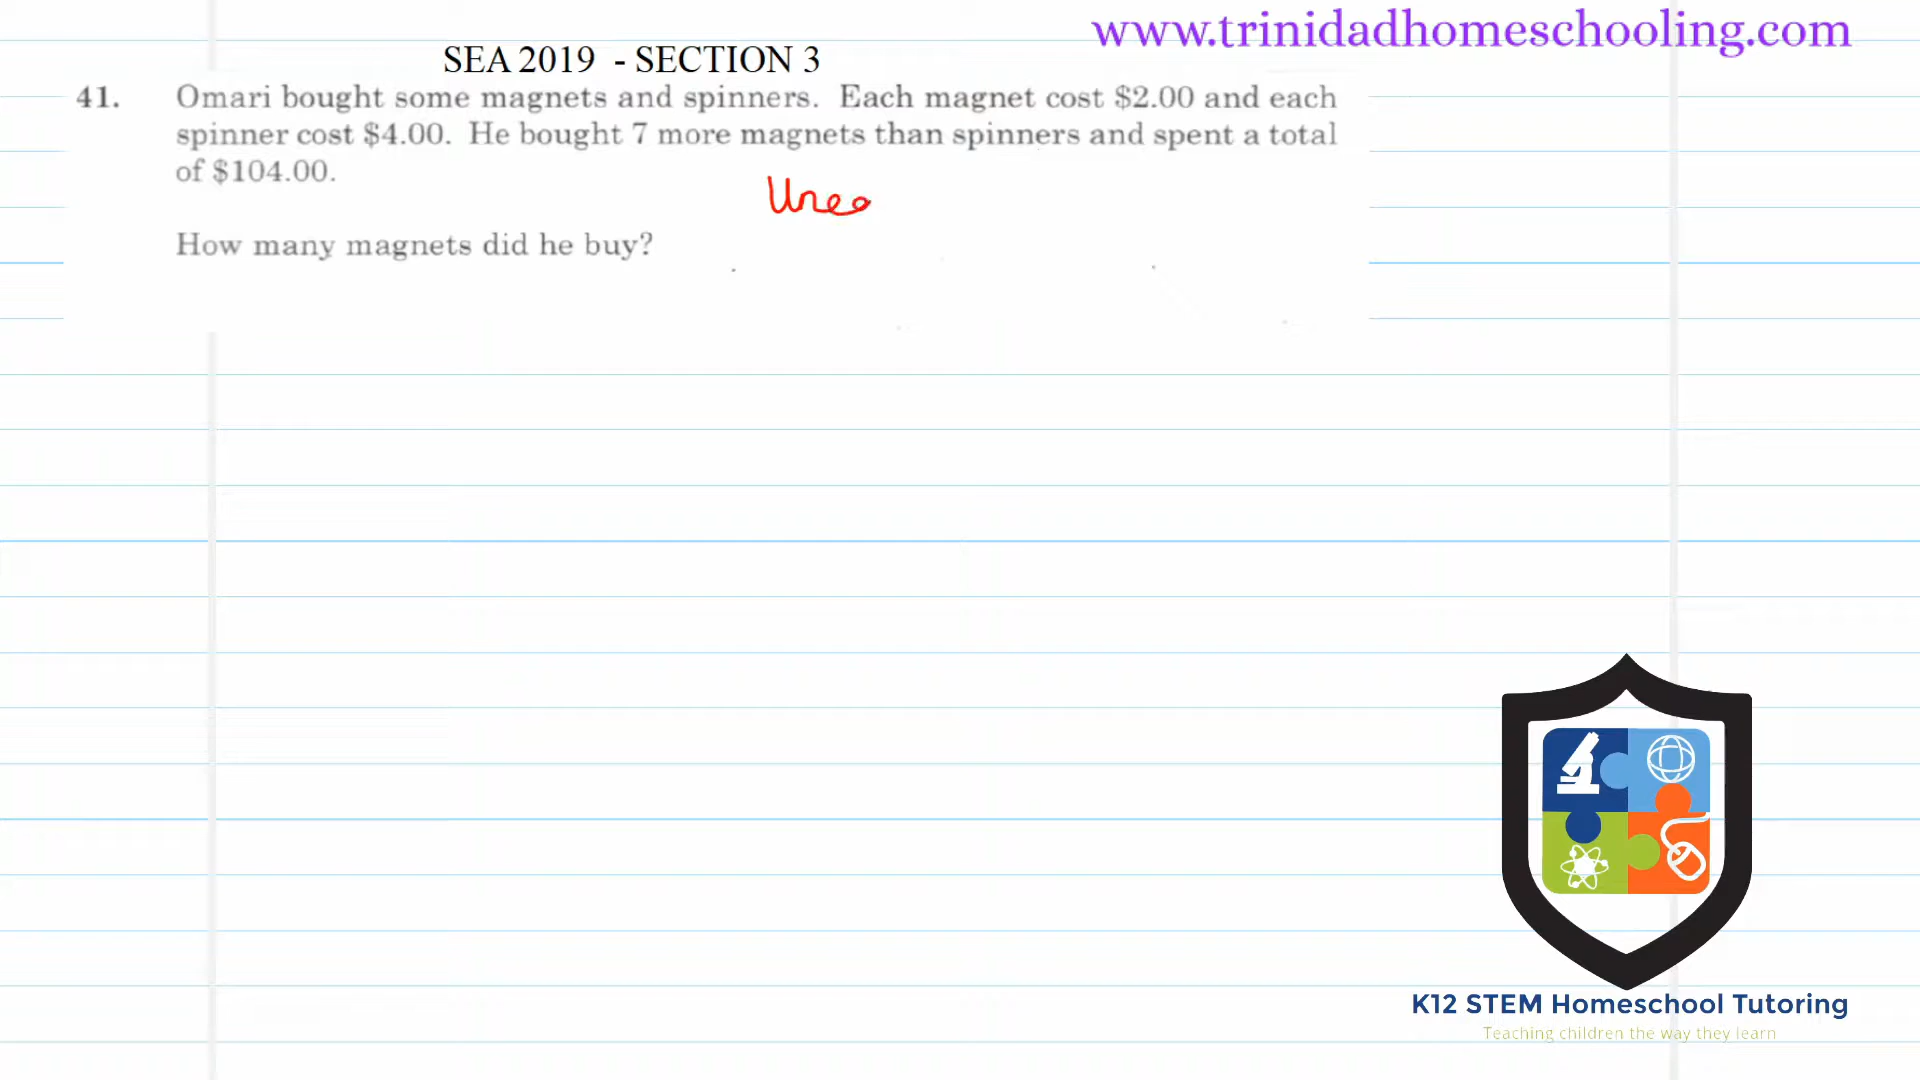 www.trinidadhomeschooling.com
SEA 2019 - SECTION 3
41. Omari bought some magnets and spinners. Each magnet cost $2.00 and each
spinner cost $4.00. He bought 7 more magnets than spinners and spent a total
of $104.00.
How many magnets did he buy?
K12 STEM Homeschool Tutoring
Teaching children the way they learn